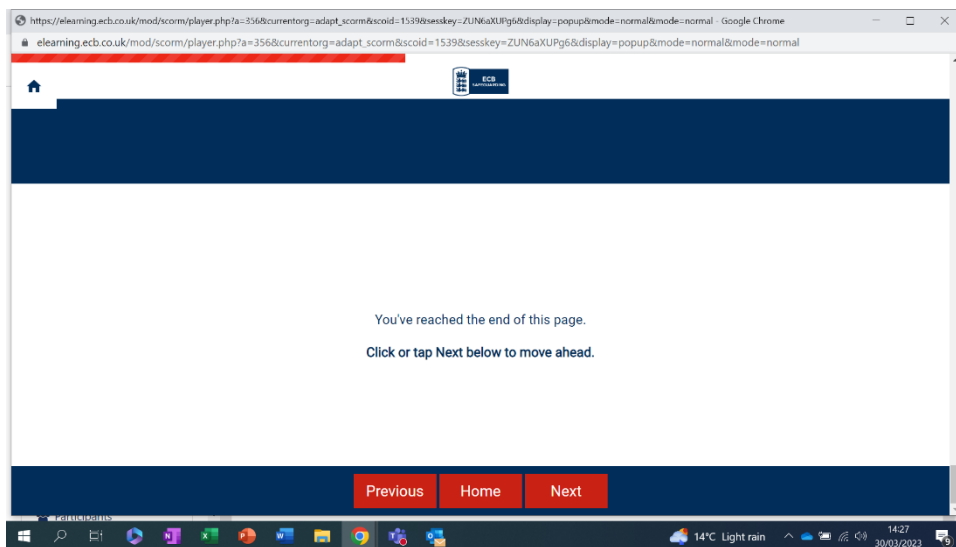 https://elearning.ecb.co.uk/mod/scorm/player.php?a=356&currentorg=adapt_scorm&scoid=1539&sesskey=ZUN6aXUPg6&display=popup&mode=normal&mode=normal - Google Chrome
elearning.ecb.co.uk/mod/scorm/player.php?a=356&currentorg=adapt_scorm&scoid=1539&sesskey=ZUN6aXUPg6&display=popup&mode=normal&mode=normal
ECB
SAFEGUARDING
You've reached the end of this page.
Click or tap Next below to move ahead.
Previous Home Next
Participants
14°C Light rain
14:27
30/03/2023